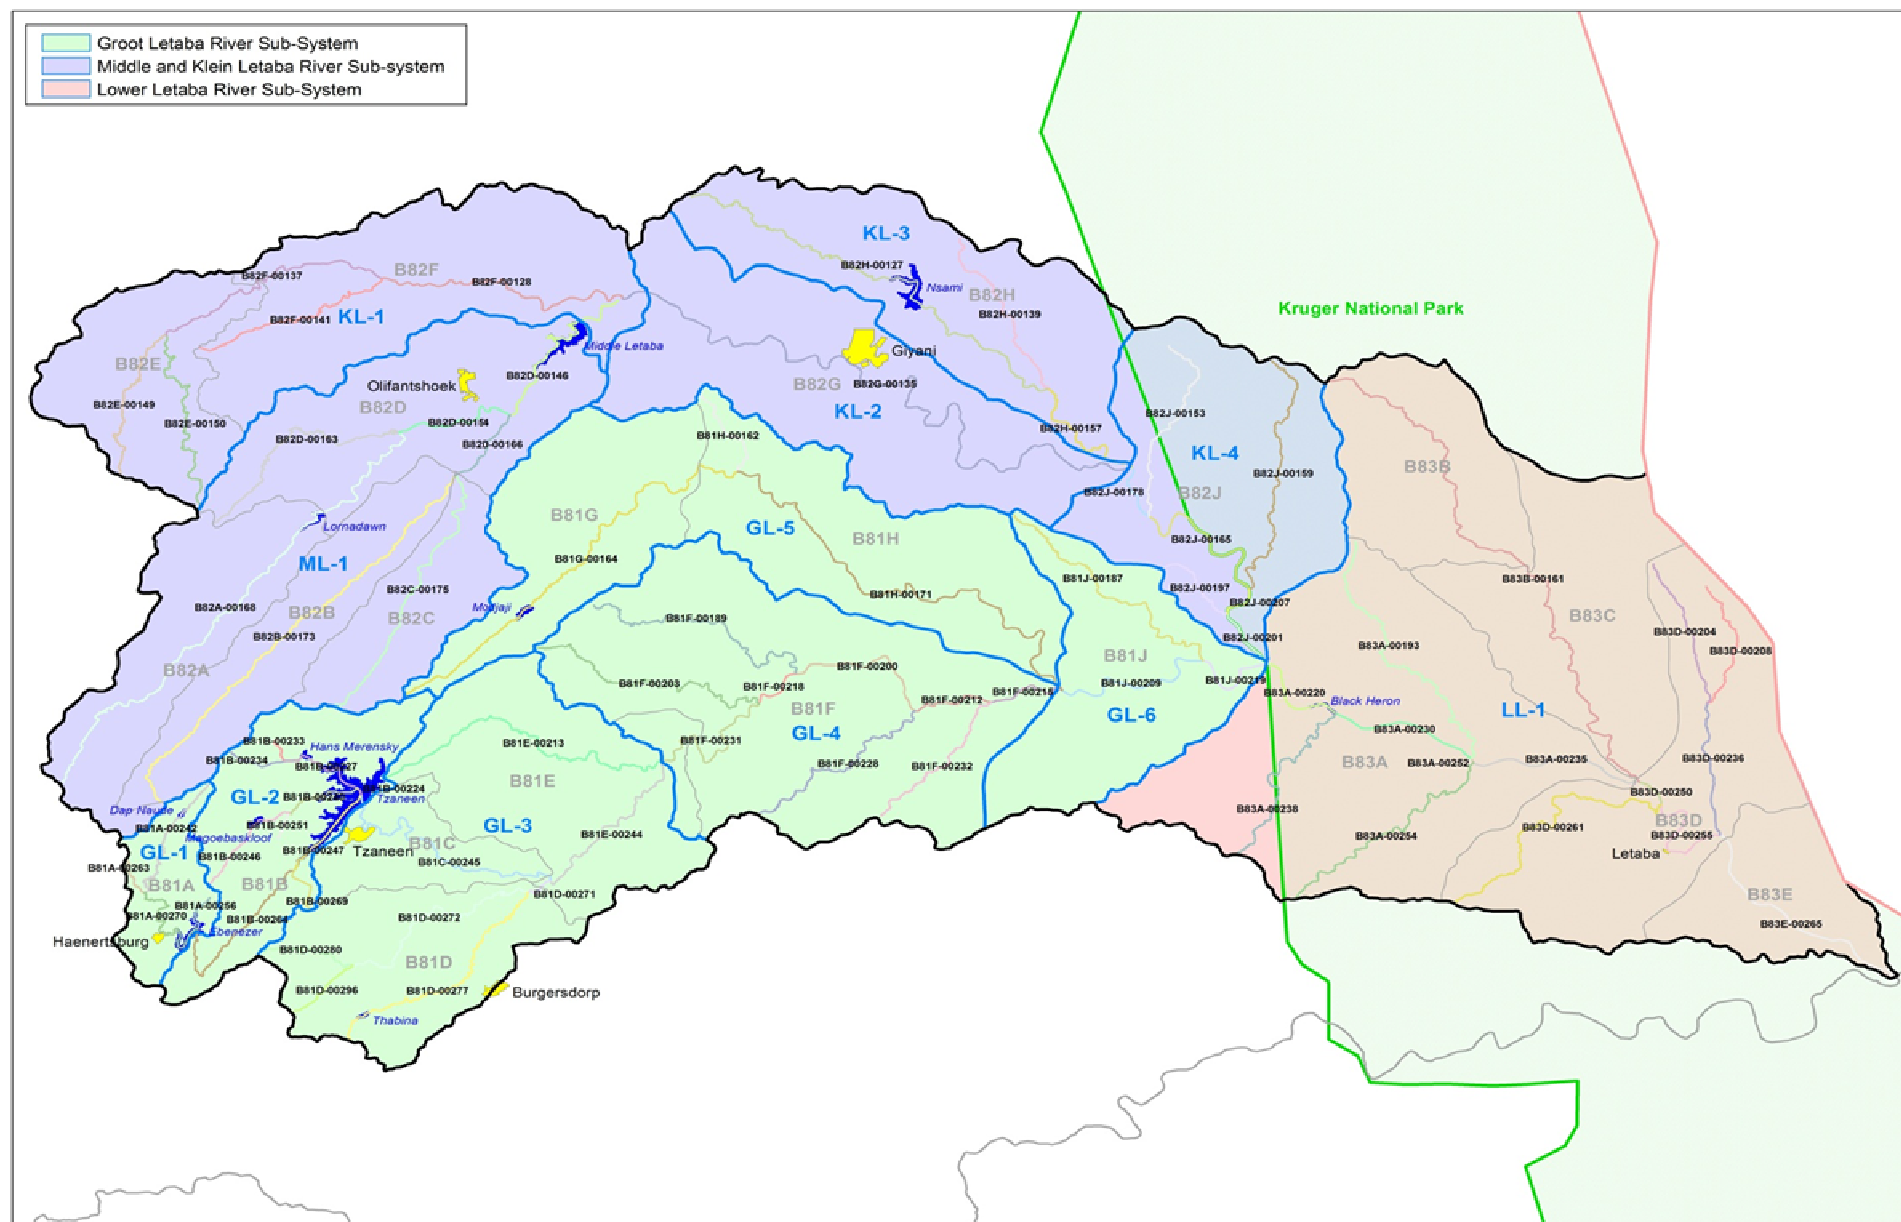 Groot Letaba River Sub-System
Middle and Klein Letaba River Sub-system
Lower Letaba River Sub-System
KL-3
B82F-00137
B82F
B82F-00128
B82H-00127
Nsami
B82H
B82H-00139
Kruger National Park
B82F-00141
KL-1
Middle Letaba
Giyani
B82E
B82D-00146
Olifantshoek
B82G
B82G-00135
B82E-00149
B82D
KL-2
B82J-00153
B82E-00150
B82D-00154
B82H-00157
B82D-00163
B82D-00166
B81H-00162
KL-4
B82J-00159
B83B
B82J-00178
B82J
B81G
Lornadawn
GL-5
B81H
B82J-00165
ML-1
B81G-00164
B81J-00187
B83B-00161
B82C-00175
B82J-00197
B81H-00171
B82A-00168
B82B
Modjaji
B82J-00207
B82C
B81F-00189
B83C
B82B-00173
B82J-00201
B83D-00204
B83A-00193
B83D-00208
B82A
B81J
B81F-00200
B81F-00203
B81F-00218
B81J-00209
B81J-00219
B81F-00215
B83A-00220
B81F-00212
Black Heron
B81F
LL-1
GL-6
B81B-00233
B81E-00213
B81F-00231
GL-4
B83A-00230
Hans Merensky
B81B-00234
B83A-00235
B83D-00236
B83A
B83A-00252
B81F-00228
B81F-00232
B81E
B81B-00224
B83D-00250
GL-2
Tzaneen
Dap Naude
B83A-00238
B81A-00242
B81B-00251
GL-3
B83D
B83D-00261
Magoebaskloof
B81E-00244
B83A-00254
B83D-00255
B81C
GL-1
B81B-00246
B81B-00247
Tzaneen
Letaba
B81C-00245
B81A-00263
B81A
B81B
B83E
B81D-00271
B81A-00256
B81B-00269
B81A-00270
B81D-00272
B83E-00265
Ebenezer
Haenertsburg
B81D-00280
B81D
B81D-00296
B81D-00277
Burgersdorp
Thabina